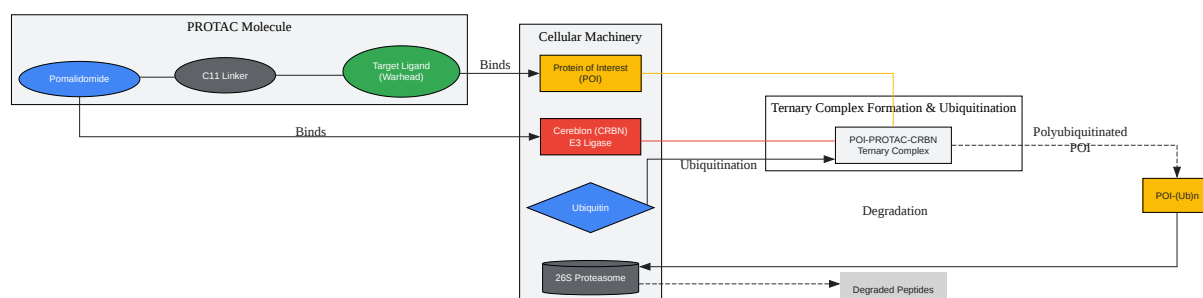 PROTAC Molecule
Pomalidomide
C11 Linker
Target Ligand
(Warhead)
Binds
Binds
Cellular Machinery
Protein of Interest
(POI)
Cereblon (CRBN)
E3 Ligase
Ubiquitin
26S Proteasome
Ubiquitination
Ternary Complex Formation & Ubiquitination
POI-PROTAC-CRBN
Ternary Complex
Polyubiquitinated
POI
POI-(Ub)n
Degradation
Degraded Peptides